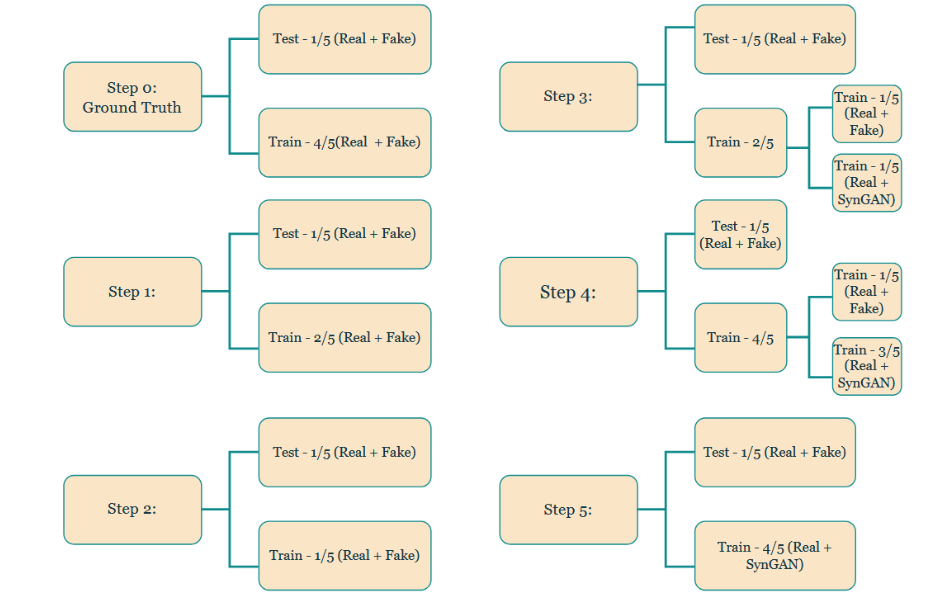 Step 0:
Ground Truth
Test - 1/5 (Real + Fake)
Train - 4/5(Real + Fake)
Step 1:
Test - 1/5 (Real + Fake)
Train - 2/5 (Real + Fake)
Step 2:
Test - 1/5 (Real + Fake)
Train - 1/5 (Real + Fake)
Step 3:
Test - 1/5 (Real + Fake)
Train - 2/5
Train - 1/5
(Real +
Fake)
Train - 1/5
(Real +
SynGAN)
Step 4:
Test - 1/5
(Real + Fake)
Train - 4/5
Train - 1/5
(Real +
Fake)
Train - 3/5
(Real +
SynGAN)
Step 5:
Test - 1/5 (Real + Fake)
Train - 4/5 (Real +
SynGAN)